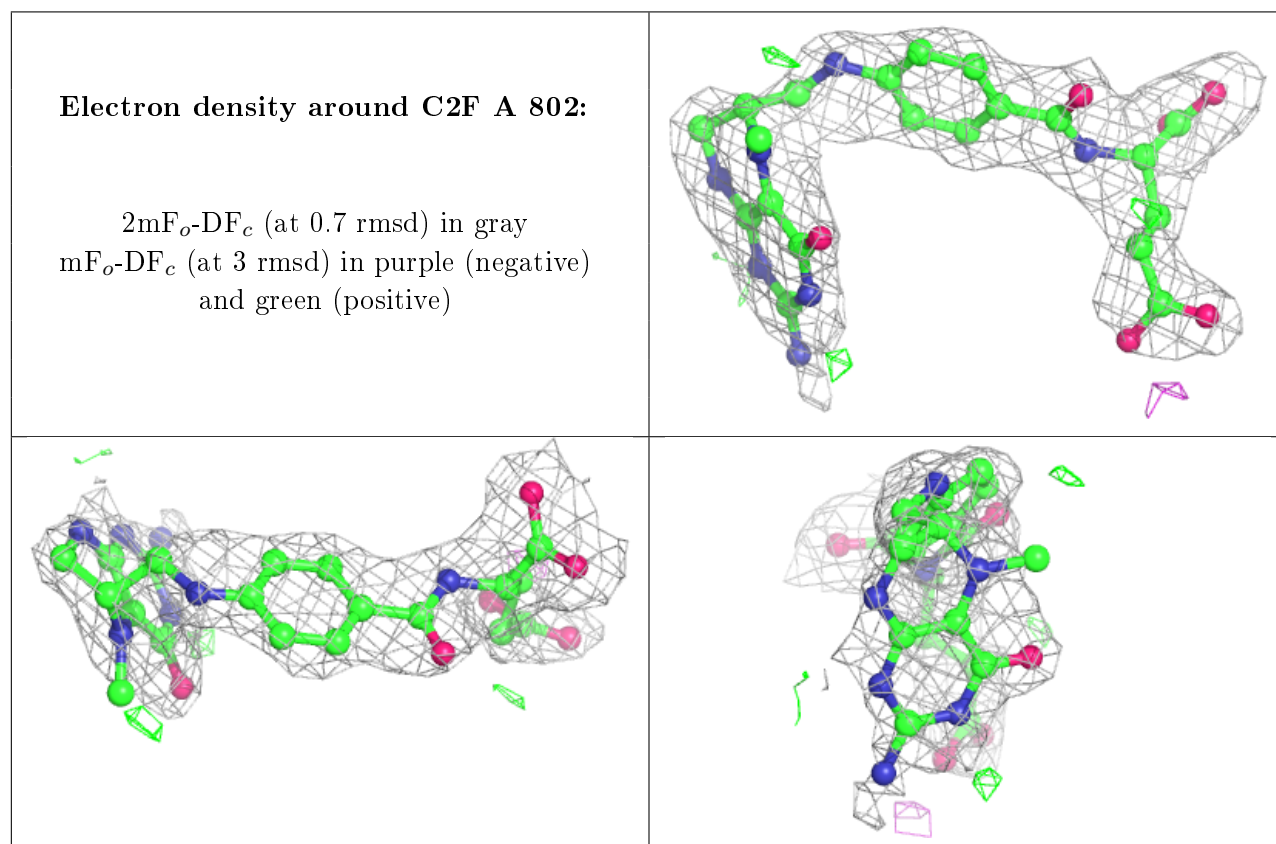 Electron density around C2F A 802:
2mFo-DFc (at 0.7 rmsd) in gray
mFo-DFc (at 3 rmsd) in purple (negative)
and green (positive)